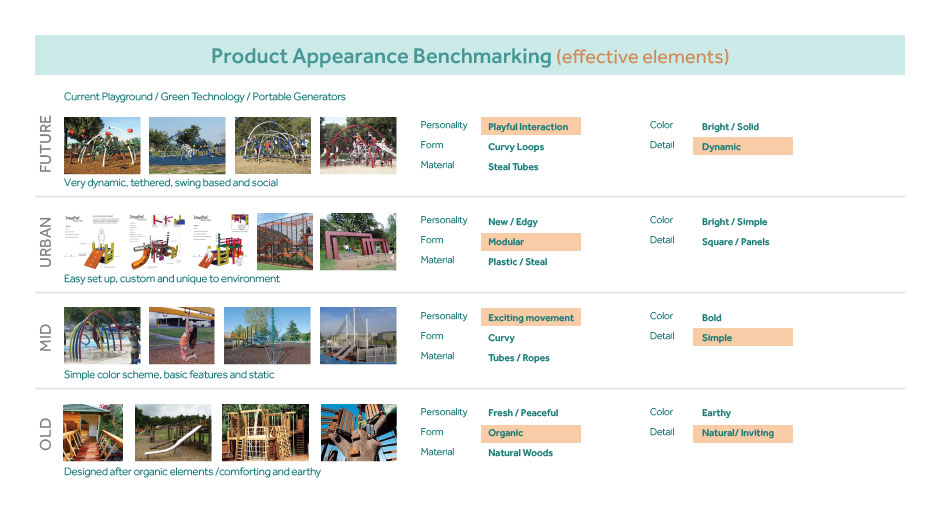 Product Appearance Benchmarking (effective elements)
Current Playground / Green Technology / Portable Generators
FUTURE
Personality Playful Interaction
Form Curvy Loops
Material Steal Tubes
Color Bright / Solid
Detail Dynamic
Very dynamic, tethered, swing based and social
URBAN
Personality New / Edgy
Form Modular
Material Plastic / Steal
Color Bright / Simple
Detail Square / Panels
Easy set up, custom and unique to environment
MID
Personality Exciting movement
Form Curvy
Material Tubes / Ropes
Color Bold
Detail Simple
Simple color scheme, basic features and static
OLD
Personality Fresh / Peaceful
Form Organic
Material Natural Woods
Color Earthy
Detail Natural/ Inviting
Designed after organic elements /comforting and earthy